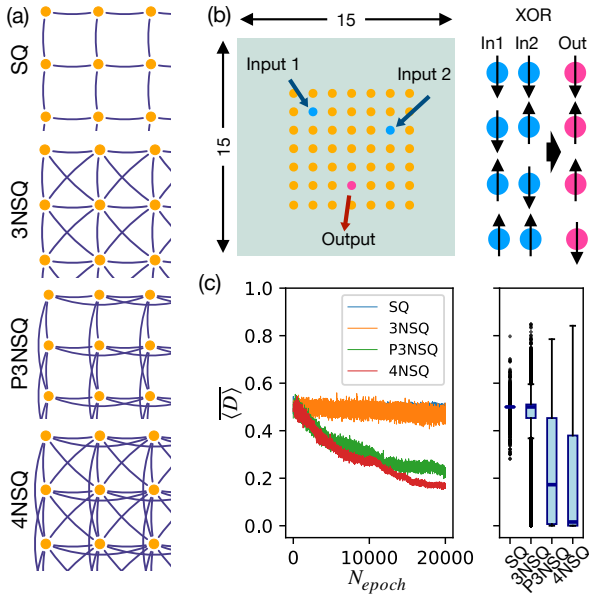 (a)
SQ
3NSQ
P3NSQ
4NSQ
(b)
15
15
Input 1
Input 2
Output
XOR
In1 In2 Out
(c)
1.0
0.8
0.6
0.4
0.2
0.0
⟨D⟩
SQ
3NSQ
P3NSQ
4NSQ
0 10000 20000
N_epoch
SQ
3NSQ
P3NSQ
4NSQ